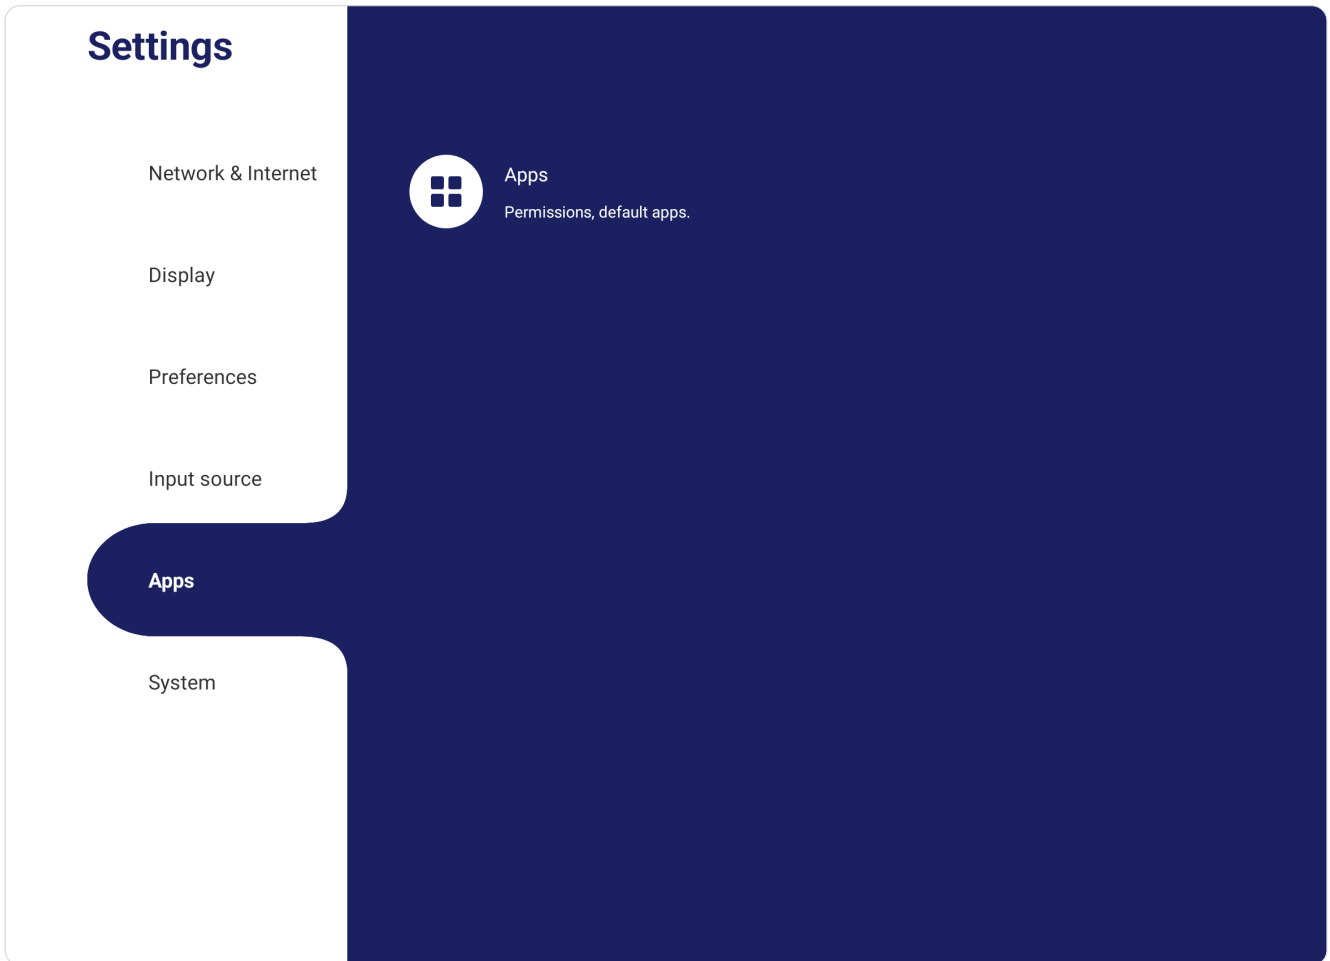 Settings
Network & Internet
Display
Preferences
Input source
Apps
System
Apps
Permissions, default apps.